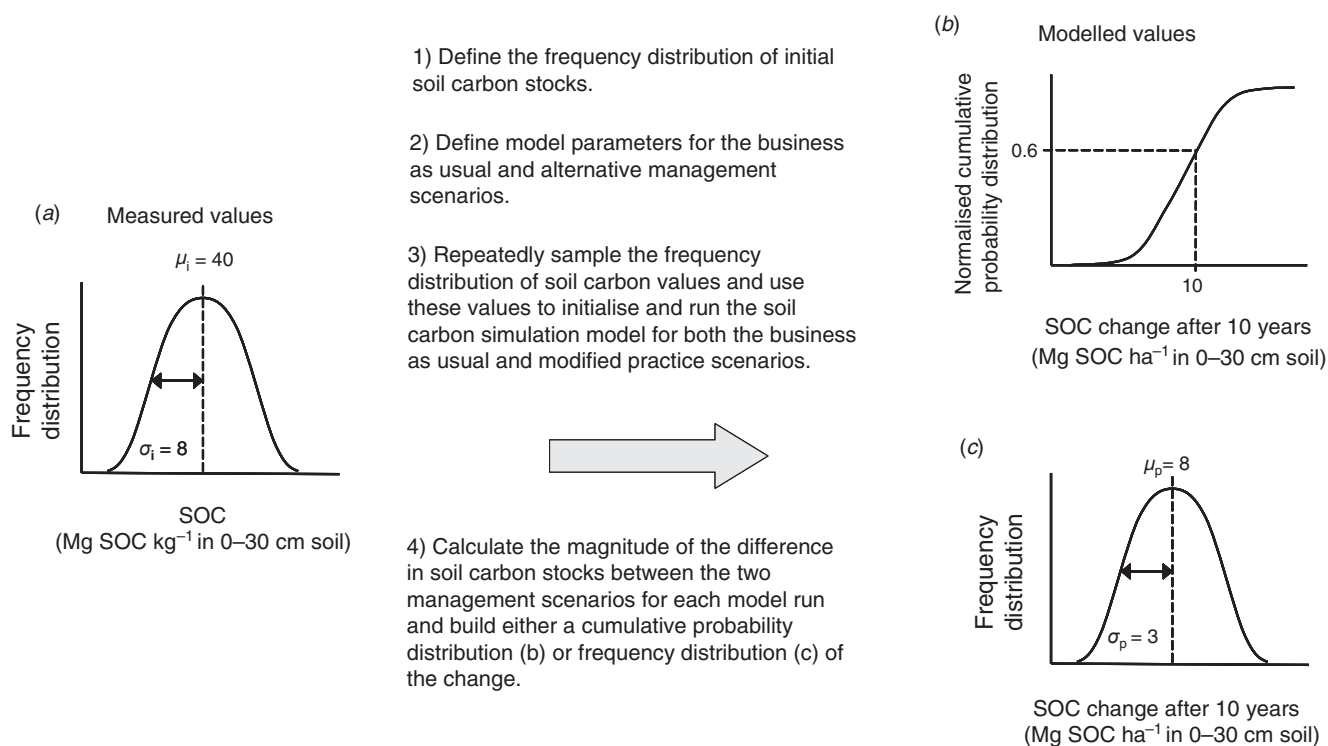 (a)
Measured values
μi = 40
Frequency
distribution
σi = 8
SOC
(Mg SOC kg–1 in 0–30 cm soil)
1) Define the frequency distribution of initial
soil carbon stocks.
2) Define model parameters for the business
as usual and alternative management
scenarios.
3) Repeatedly sample the frequency
distribution of soil carbon values and use
these values to initialise and run the soil
carbon simulation model for both the business
as usual and modified practice scenarios.
4) Calculate the magnitude of the difference
in soil carbon stocks between the two
management scenarios for each model run
and build either a cumulative probability
distribution (b) or frequency distribution (c) of
the change.
(b)
Modelled values
Normalised cumulative
probability distribution
0.6
10
SOC change after 10 years
(Mg SOC ha–1 in 0–30 cm soil)
(c)
μp= 8
Frequency
distribution
σp = 3
SOC change after 10 years
(Mg SOC ha–1 in 0–30 cm soil)